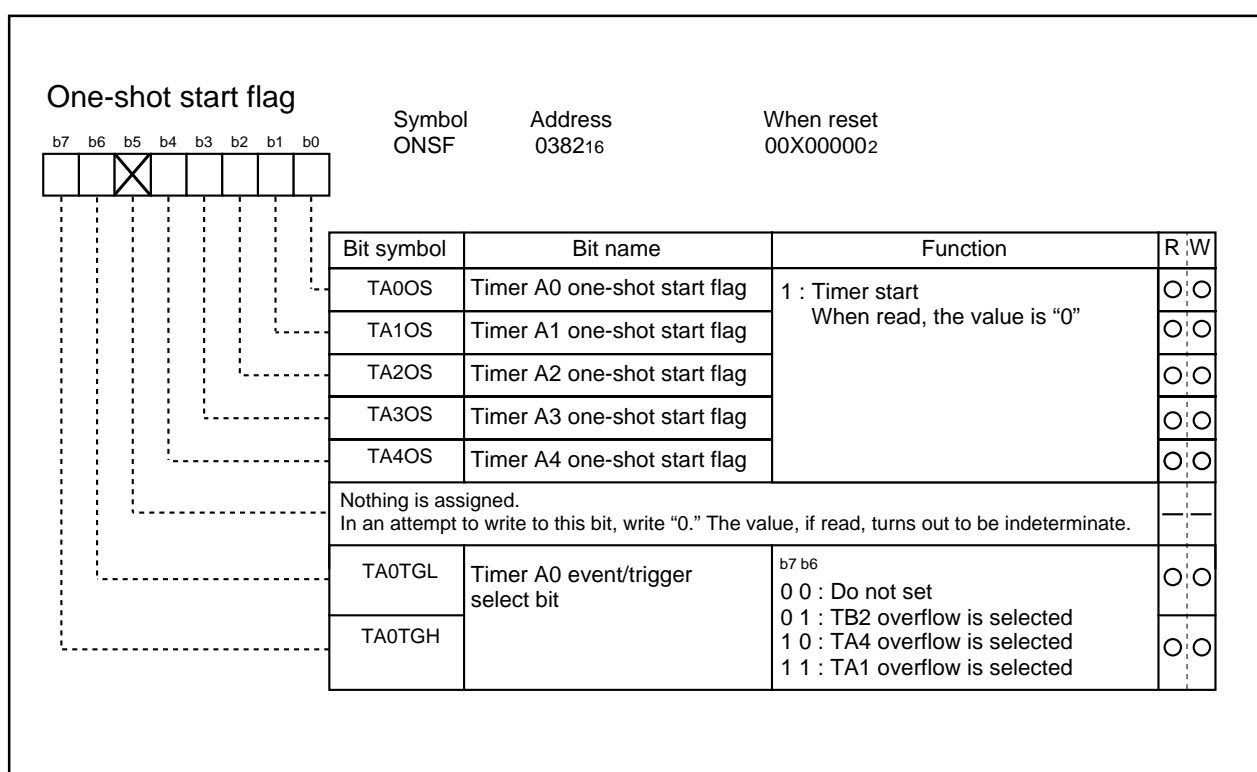 One-shot start flag
Symbol Address When reset
ONSF 038216 00X000002
b7 b6 b5 b4 b3 b2 b1 b0
Bit symbol Bit name Function R W
TA0OS Timer A0 one-shot start flag 1 : Timer start
When read, the value is “0”
TA1OS Timer A1 one-shot start flag
TA2OS Timer A2 one-shot start flag
TA3OS Timer A3 one-shot start flag
TA4OS Timer A4 one-shot start flag
Nothing is assigned.
In an attempt to write to this bit, write “0.” The value, if read, turns out to be indeterminate.
TA0TGL Timer A0 event/trigger
select bit
TA0TGH
b7 b6
0 0 : Do not set
0 1 : TB2 overflow is selected
1 0 : TA4 overflow is selected
1 1 : TA1 overflow is selected